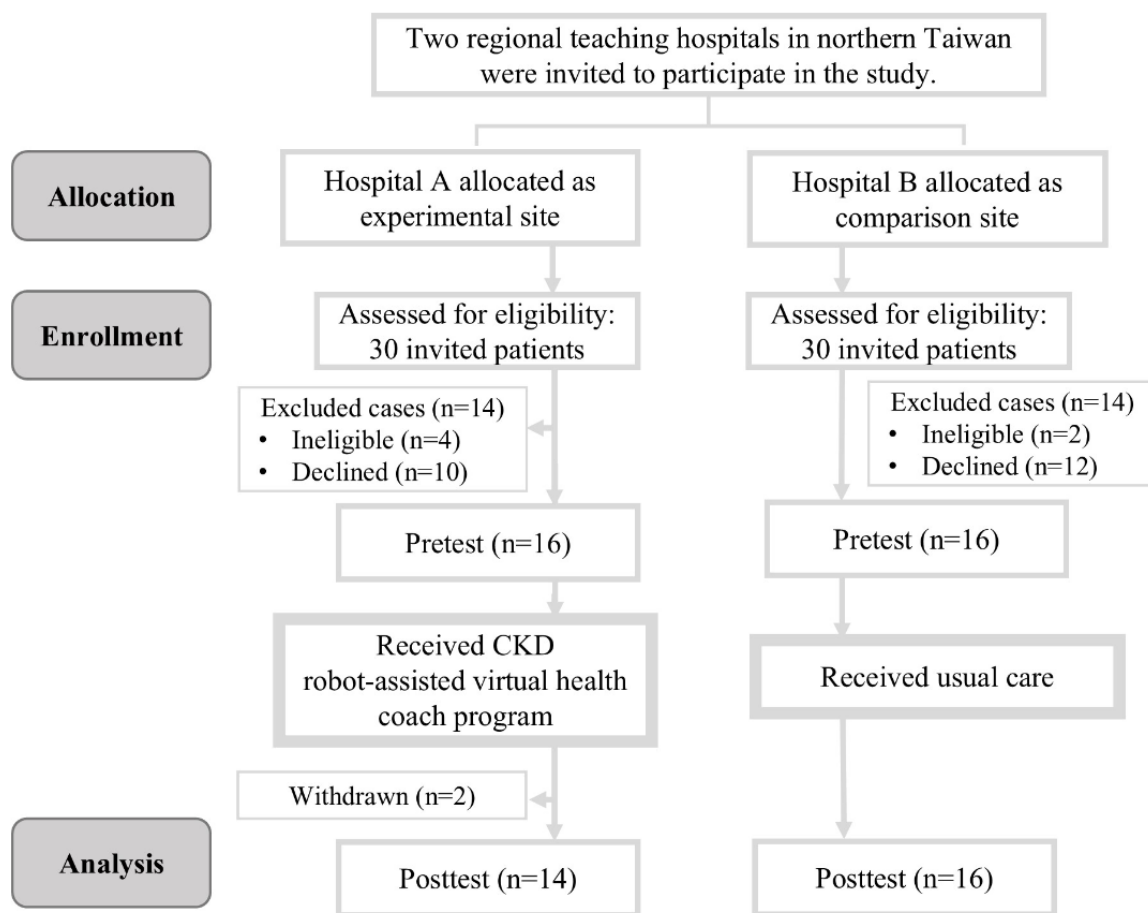 Two regional teaching hospitals in northern Taiwan
were invited to participate in the study.
Allocation
Hospital A allocated as
experimental site
Hospital B allocated as
comparison site
Enrollment
Assessed for eligibility:
30 invited patients
Assessed for eligibility:
30 invited patients
Excluded cases (n=14)
• Ineligible (n=4)
• Declined (n=10)
Excluded cases (n=14)
• Ineligible (n=2)
• Declined (n=12)
Pretest (n=16)
Pretest (n=16)
Received CKD
robot-assisted virtual health
coach program
Received usual care
Withdrawn (n=2)
Analysis
Posttest (n=14)
Posttest (n=16)